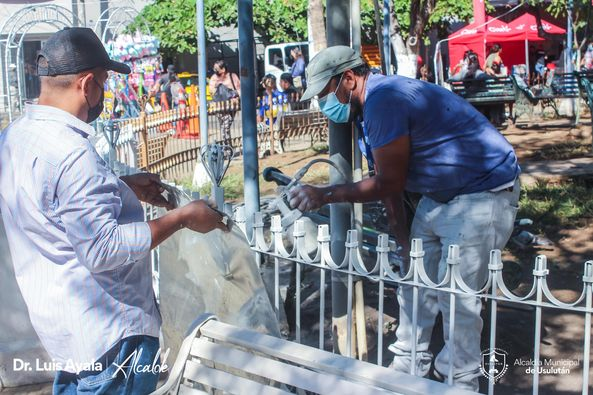 Dr. Luis Ayala Alcalde
Alcaldía Municipal
de Usulután